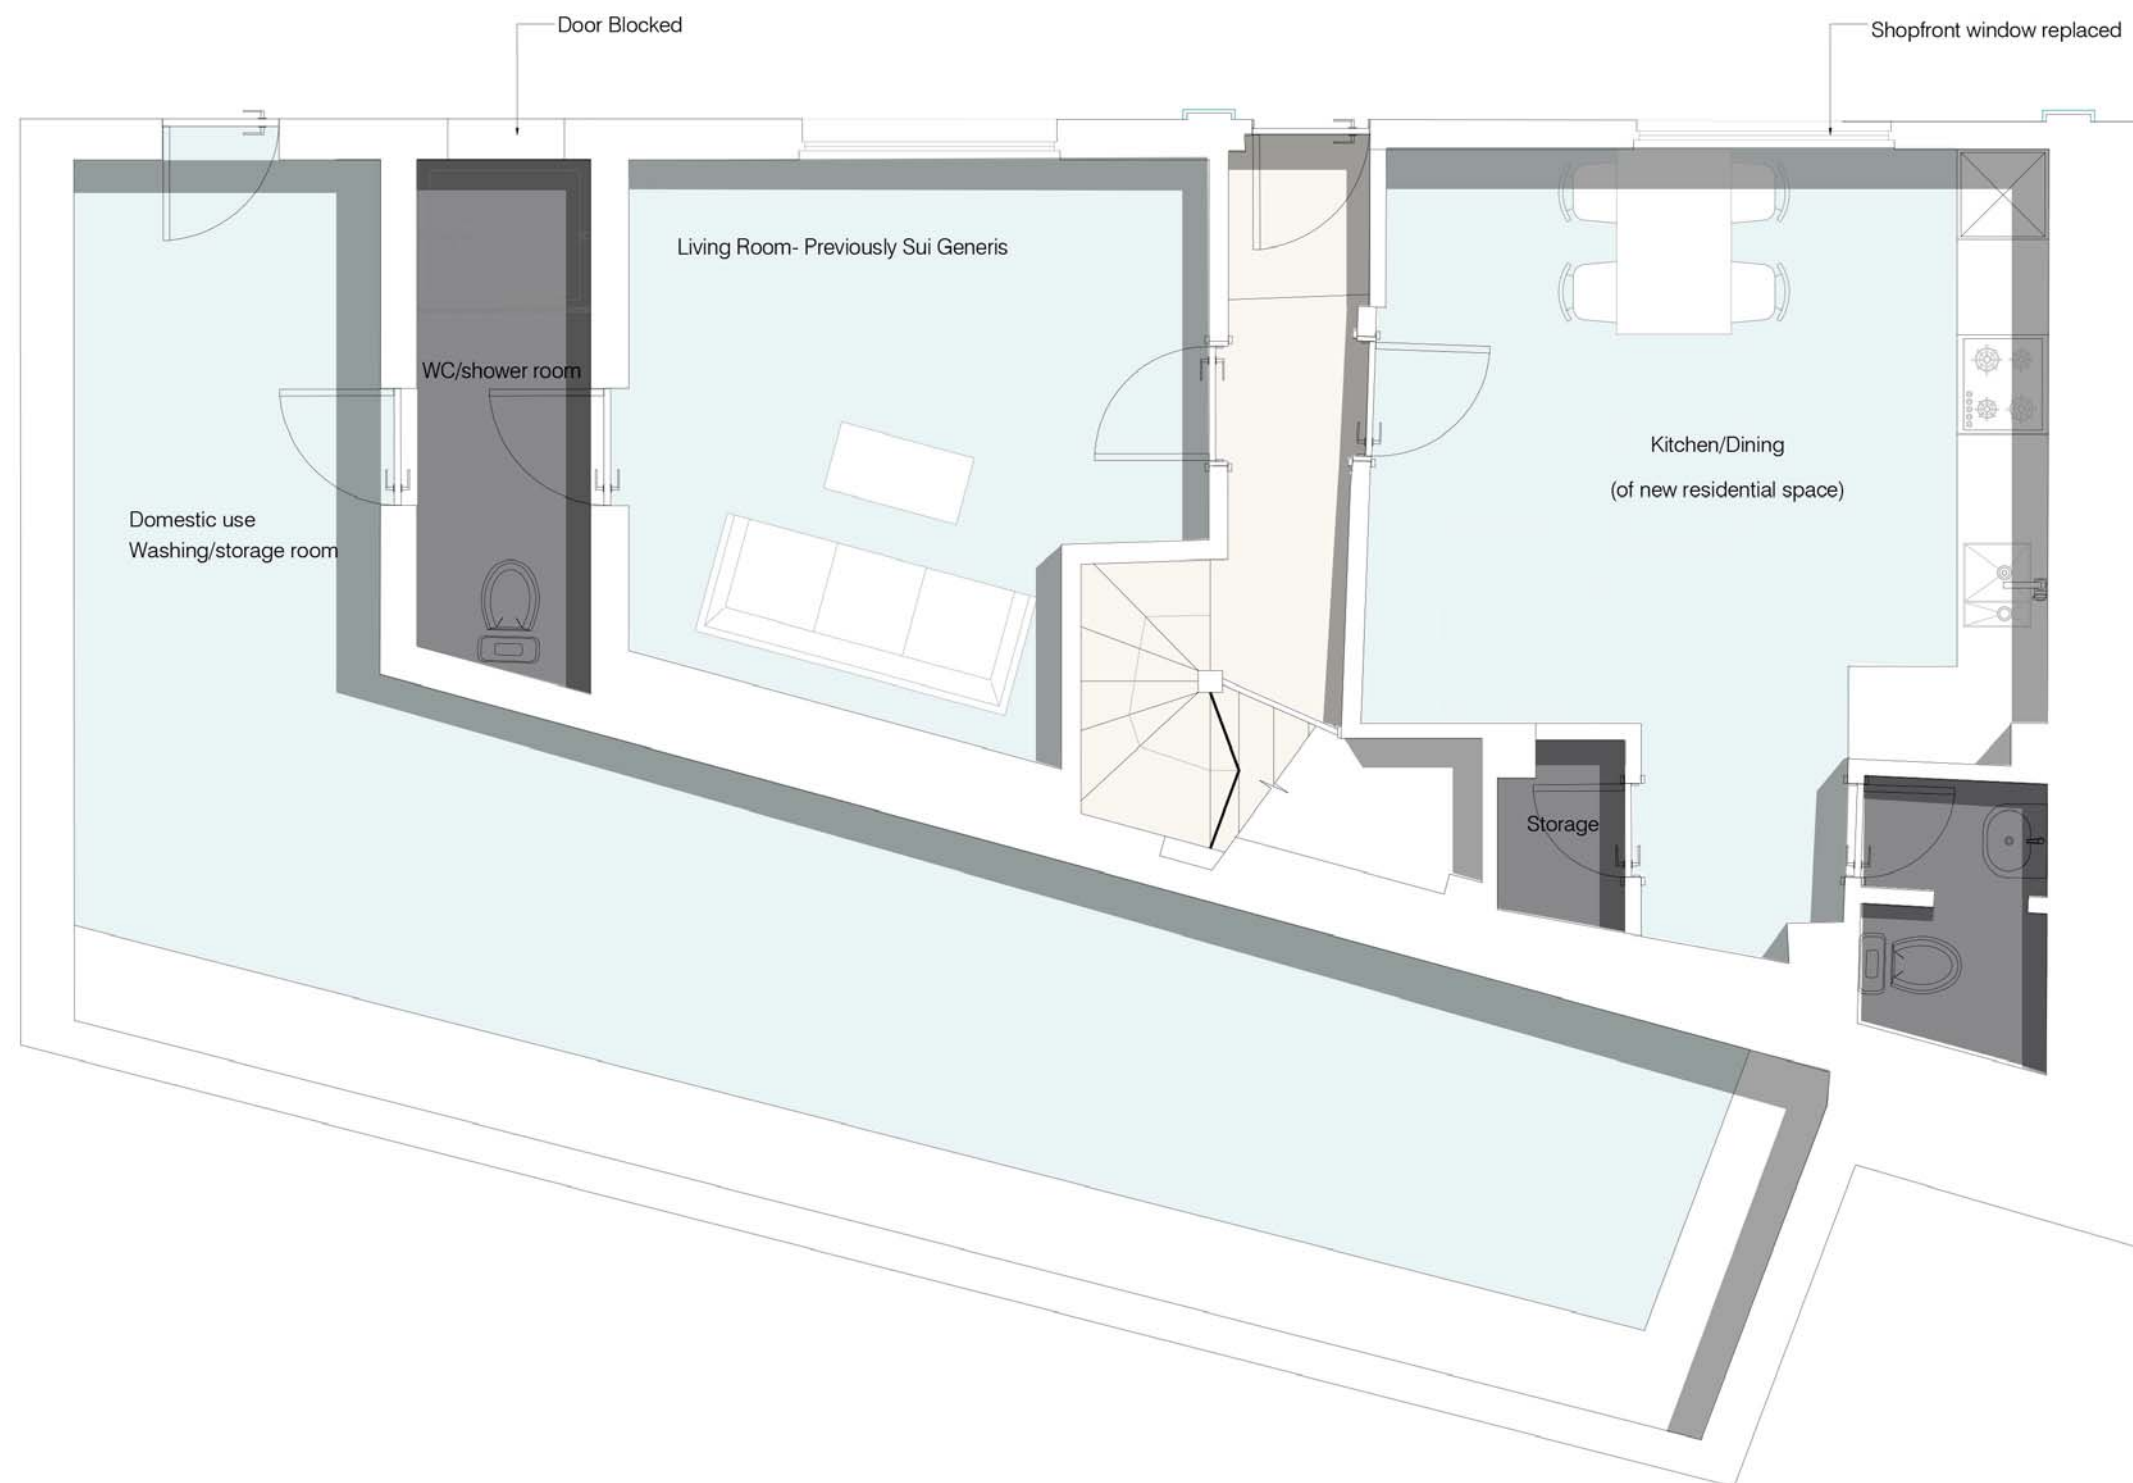 Door Blocked
Shopfront window replaced
Living Room- Previously Sui Generis
WC/shower room
Kitchen/Dining
(of new residential space)
Domestic use
Washing/storage room
Storage